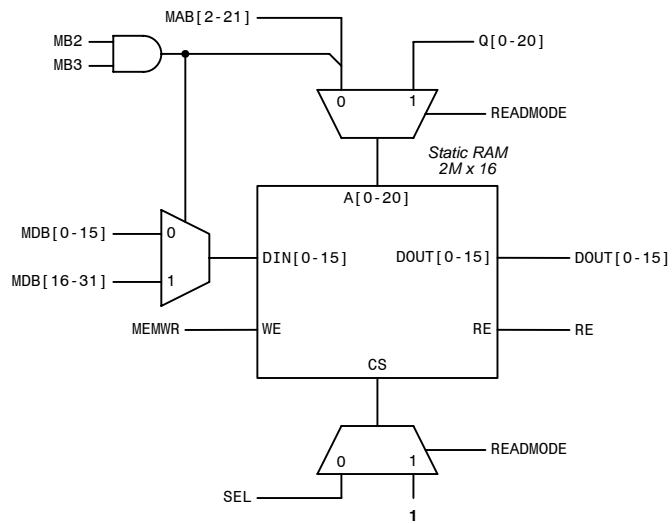 MAB[2-21]
MB2
MB3
Q[0-20]
0 1
READMODE
Static RAM
2M x 16
A[0-20]
MDB[0-15]
0
DIN[0-15]
DOUT[0-15]
DOUT[0-15]
MDB[16-31]
1
MEMWR
WE
RE
RE
CS
READMODE
0 1
SEL
1